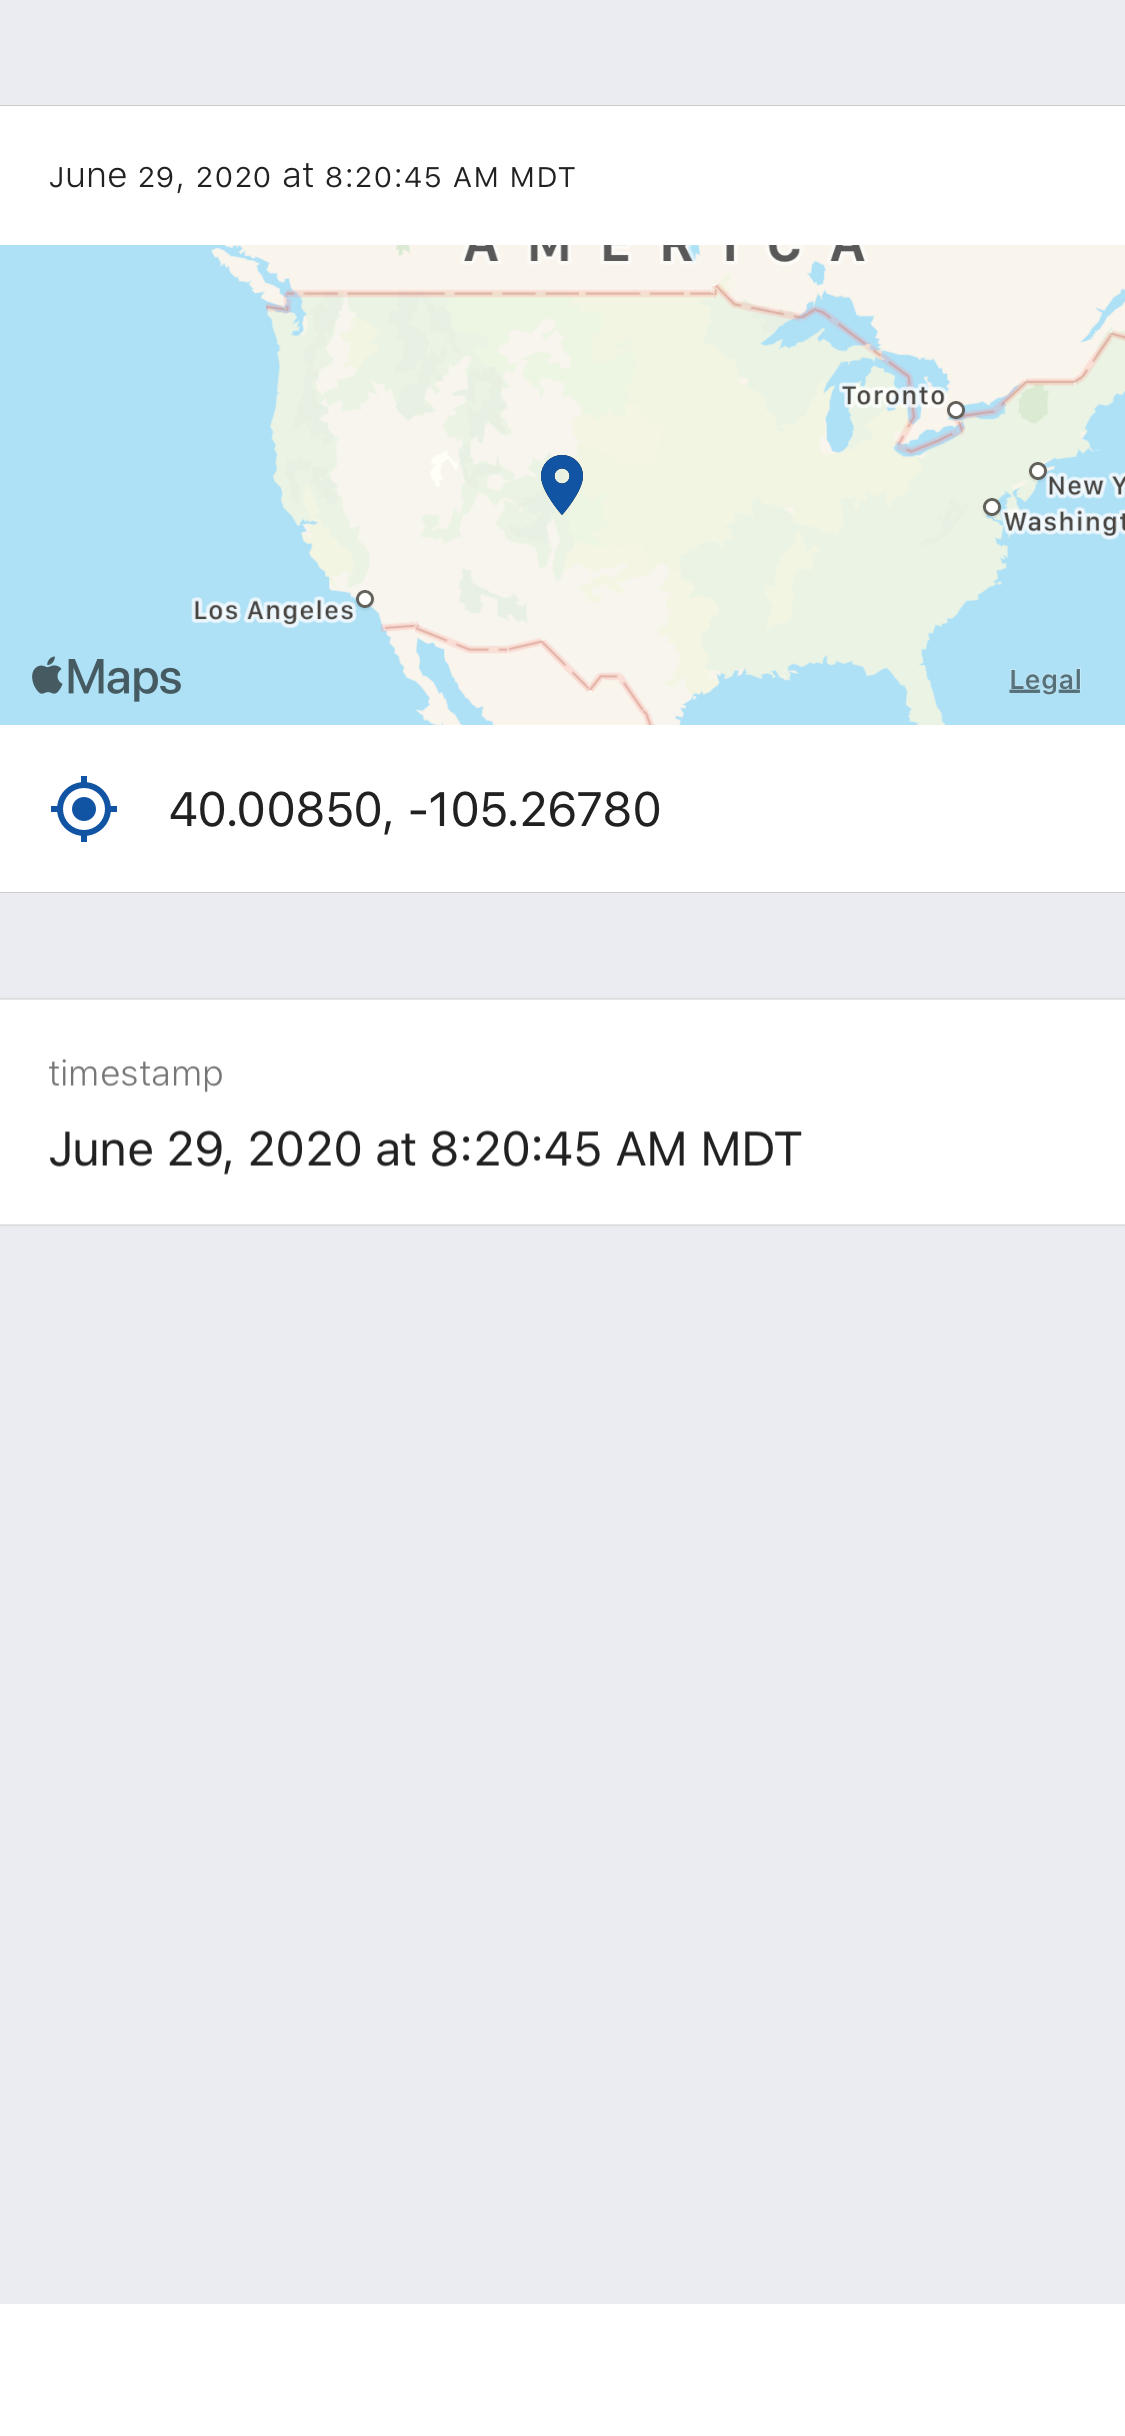 June 29, 2020 at 8:20:45 AM MDT
AMERICA
Toronto
New Y
Washingt
Los Angeles
Maps
Legal
40.00850, -105.26780
timestamp
June 29, 2020 at 8:20:45 AM MDT